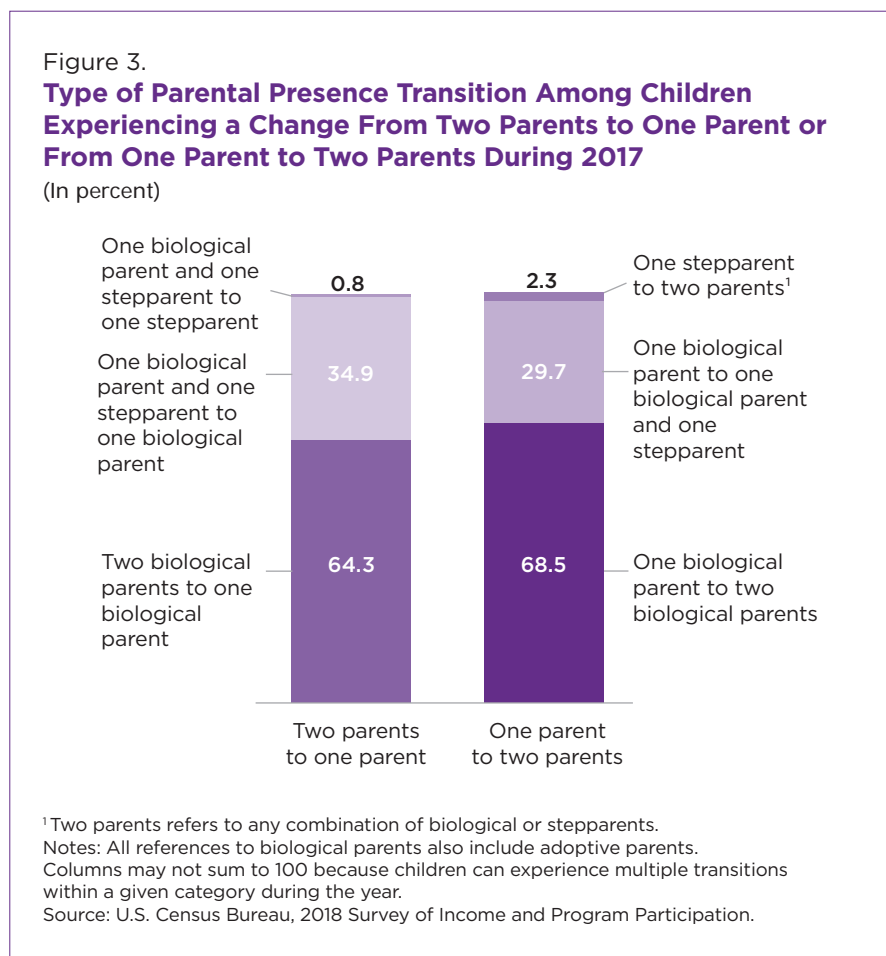 Figure 3.
Type of Parental Presence Transition Among Children
Experiencing a Change From Two Parents to One Parent or
From One Parent to Two Parents During 2017
(In percent)
One biological
parent and one
stepparent to
one stepparent
One biological
parent and one
stepparent to
one biological
parent
Two biological
parents to one
biological
parent
0.8
34.9
64.3
2.3
29.7
68.5
One stepparent
to two parents¹
One biological
parent to one
biological parent
and one
stepparent
One biological
parent to two
biological parents
Two parents
to one parent
One parent
to two parents
¹ Two parents refers to any combination of biological or stepparents.
Notes: All references to biological parents also include adoptive parents.
Columns may not sum to 100 because children can experience multiple transitions
within a given category during the year.
Source: U.S. Census Bureau, 2018 Survey of Income and Program Participation.